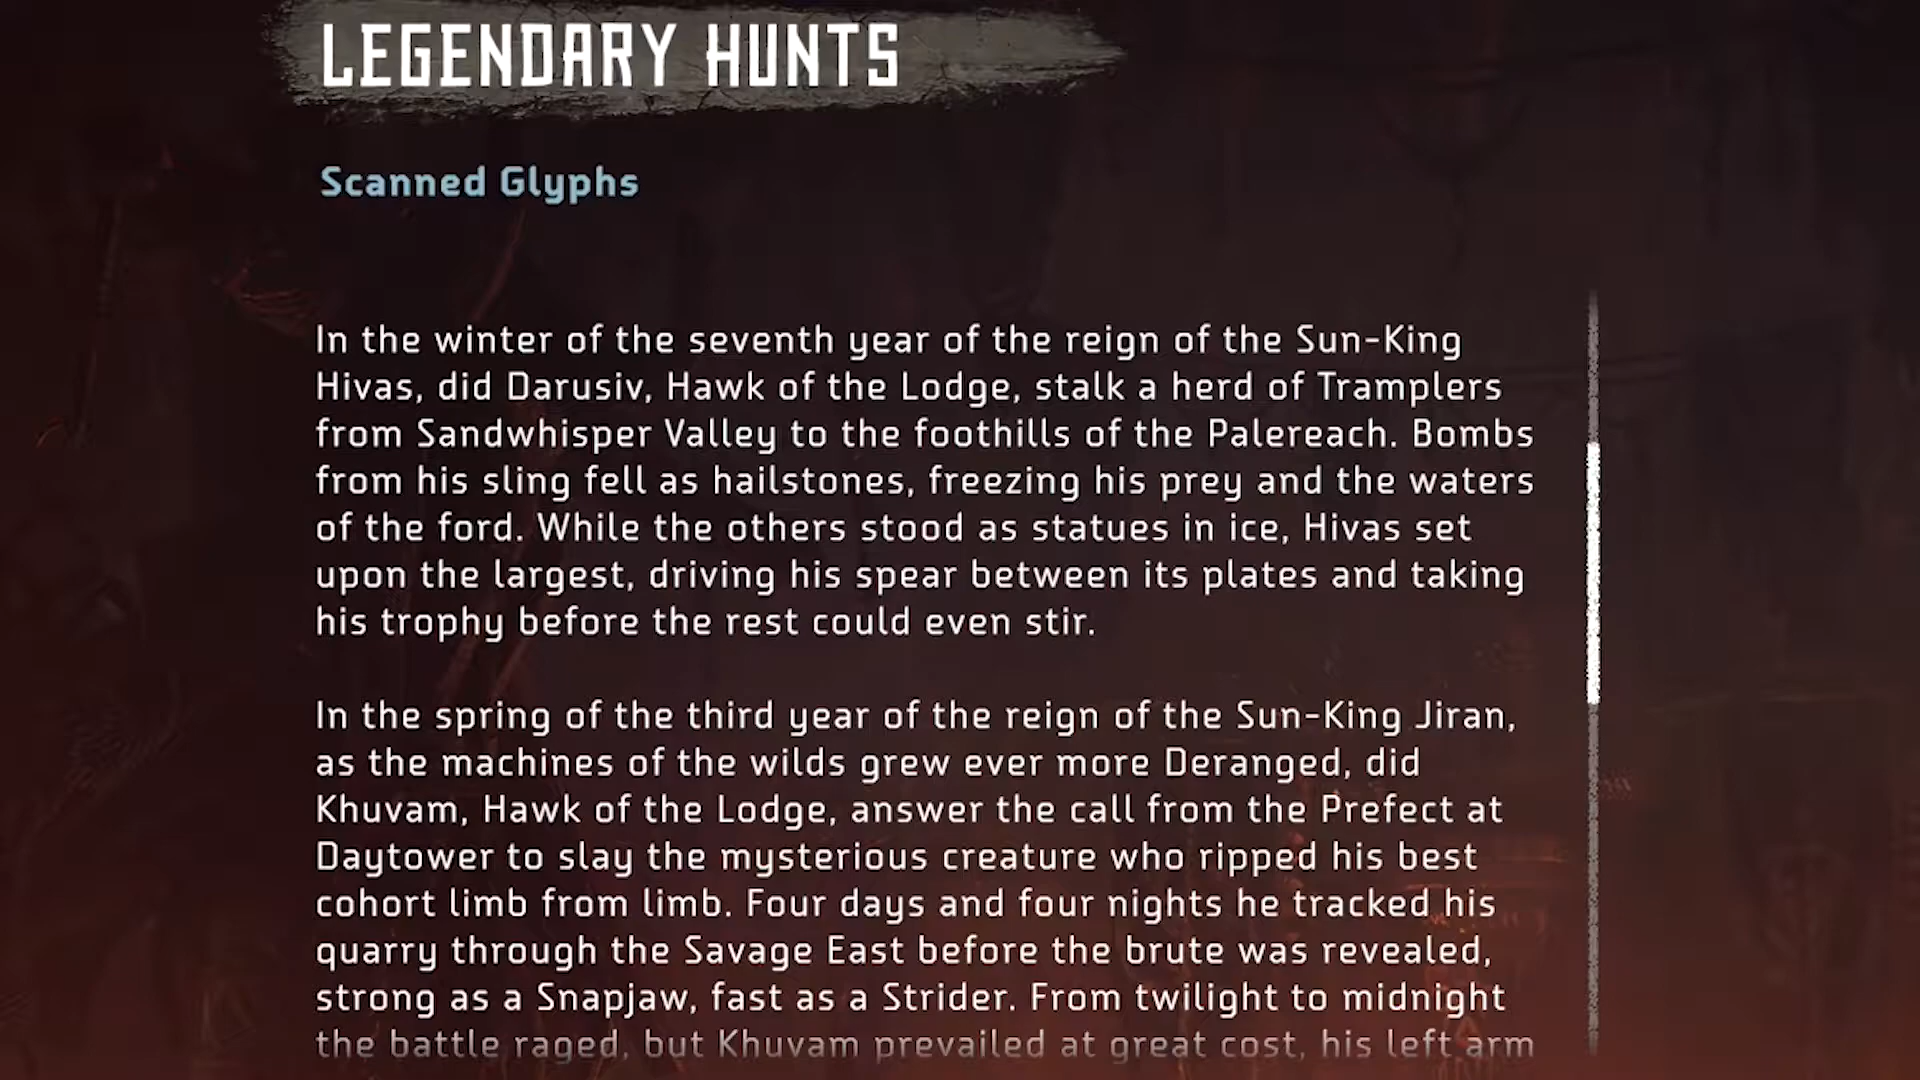 LEGENDARY HUNTS
Scanned Glyphs
In the winter of the seventh year of the reign of the Sun-King
Hivas, did Darusiv, Hawk of the Lodge, stalk a herd of Tramplers
from Sandwhisper Valley to the foothills of the Palereach. Bombs
from his sling fell as hailstones, freezing his prey and the waters
of the ford. While the others stood as statues in ice, Hivas set
upon the largest, driving his spear between its plates and taking
his trophy before the rest could even stir.
In the spring of the third year of the reign of the Sun-King Jiran,
as the machines of the wilds grew ever more Deranged, did
Khuvam, Hawk of the Lodge, answer the call from the Prefect at
Daytower to slay the mysterious creature who ripped his best
cohort limb from limb. Four days and four nights he tracked his
quarry through the Savage East before the brute was revealed,
strong as a Snapjaw, fast as a Strider. From twilight to midnight
the battle raged, but Khuvam prevailed at great cost, his left arm